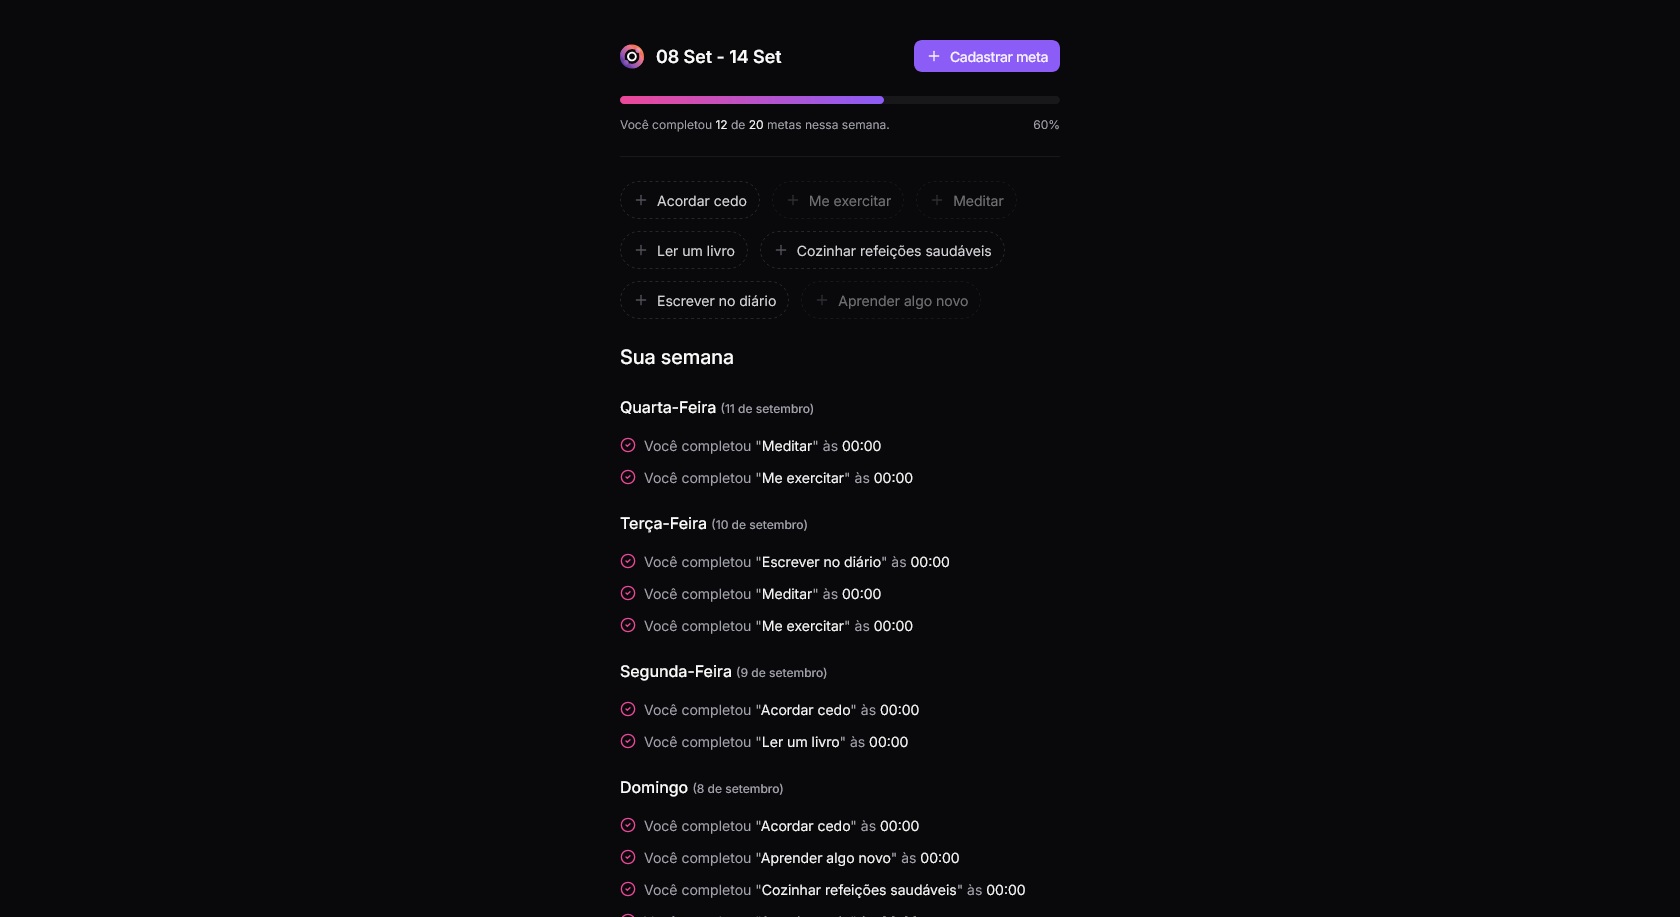 08 Set - 14 Set
Cadastrar meta
Você completou 12 de 20 metas nessa semana. 60%
Acordar cedo Me exercitar Meditar
Ler um livro Cozinhar refeições saudáveis
Escrever no diário Aprender algo novo
Sua semana
Quarta-Feira (11 de setembro)
Você completou "Meditar" às 00:00
Você completou "Me exercitar" às 00:00
Terça-Feira (10 de setembro)
Você completou "Escrever no diário" às 00:00
Você completou "Meditar" às 00:00
Você completou "Me exercitar" às 00:00
Segunda-Feira (9 de setembro)
Você completou "Acordar cedo" às 00:00
Você completou "Ler um livro" às 00:00
Domingo (8 de setembro)
Você completou "Acordar cedo" às 00:00
Você completou "Aprender algo novo" às 00:00
Você completou "Cozinhar refeições saudáveis" às 00:00